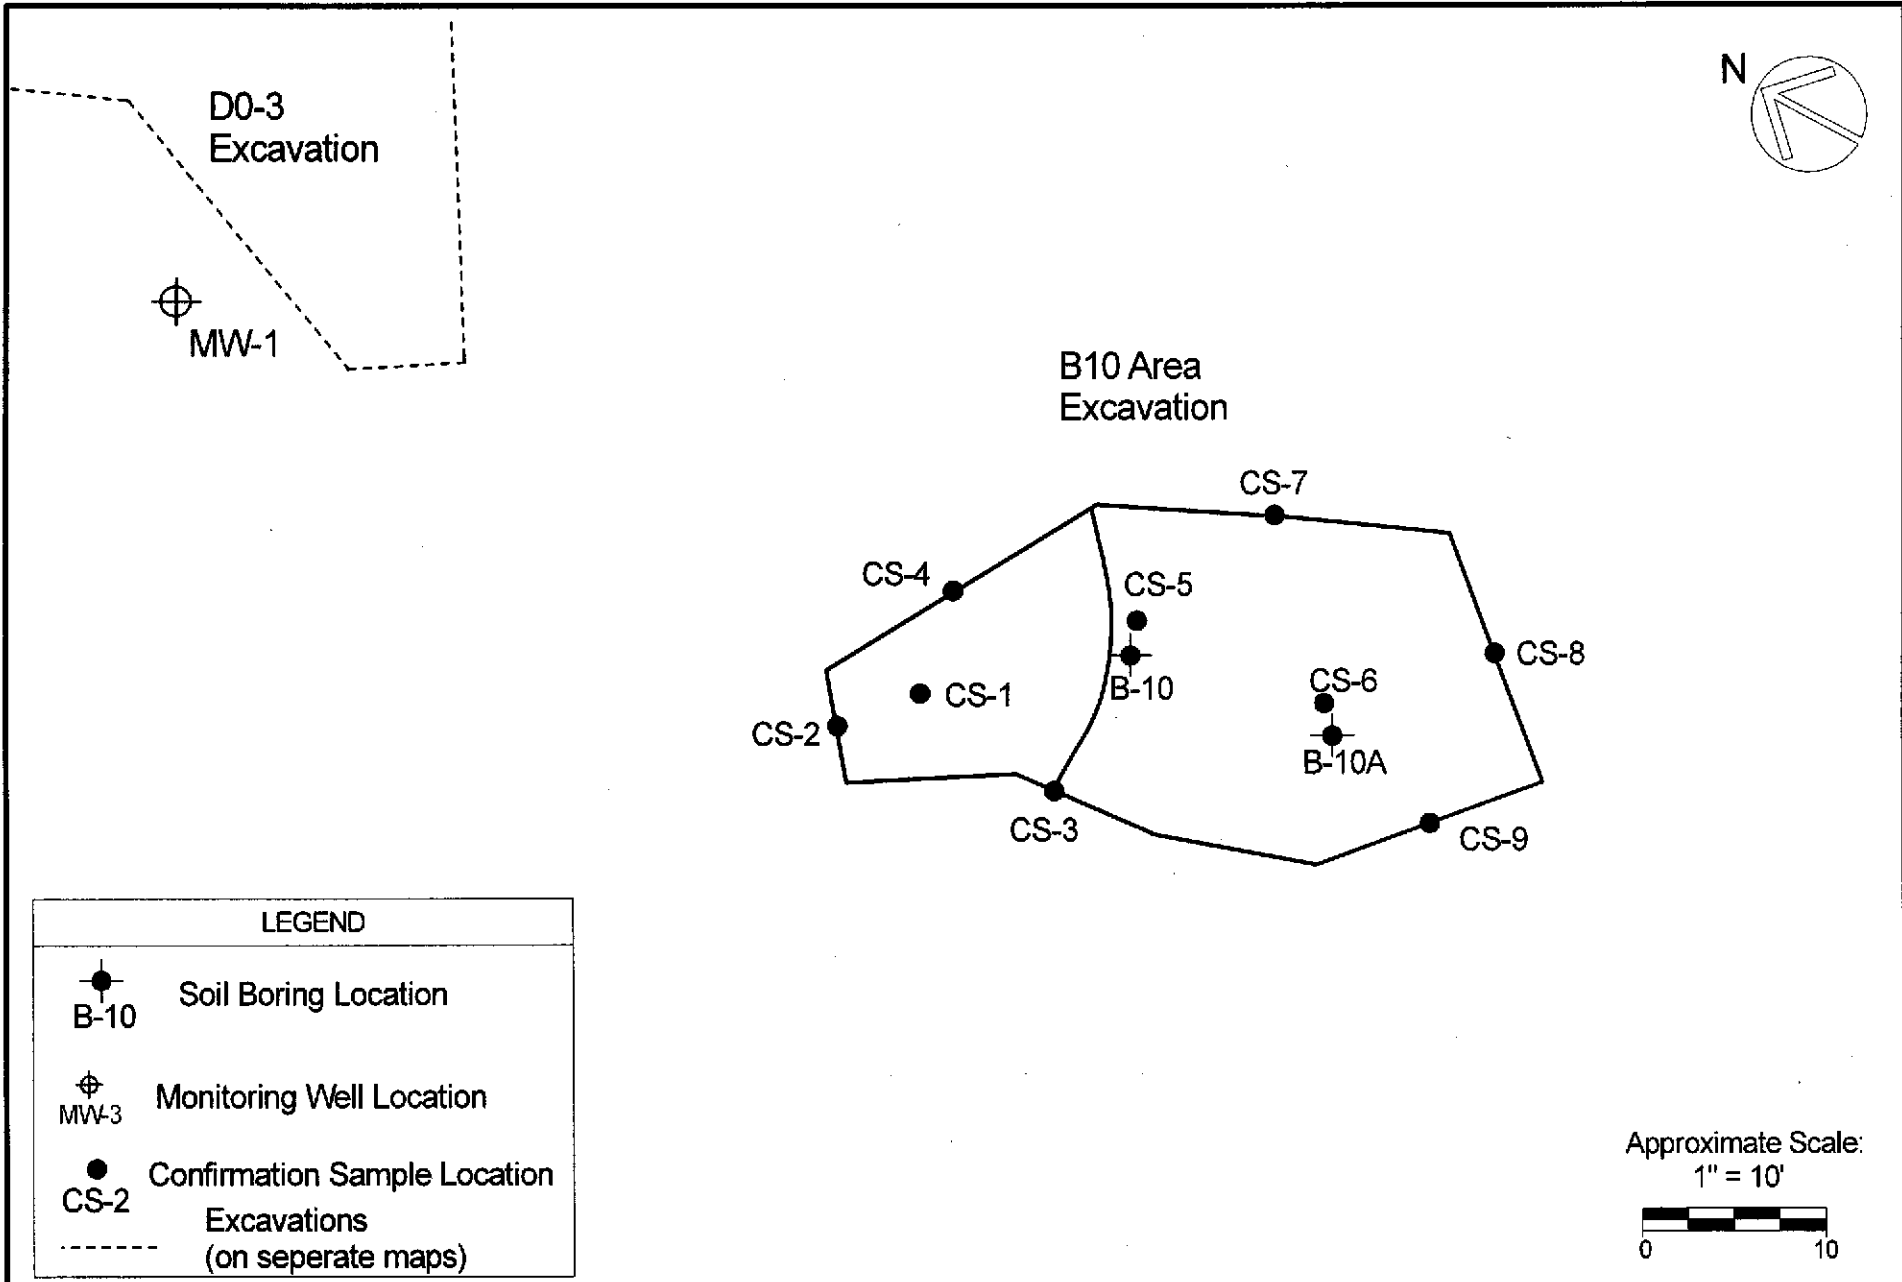 N
D0-3
Excavation
MW-1
B10 Area
Excavation
CS-7
CS-4
CS-5
CS-8
B-10
CS-6
CS-1
CS-2
B-10A
CS-3
CS-9
LEGEND
B-10
Soil Boring Location
MW-3
Monitoring Well Location
CS-2
Confirmation Sample Location
Excavations
(on seperate maps)
Approximate Scale:
1" = 10'
0 10